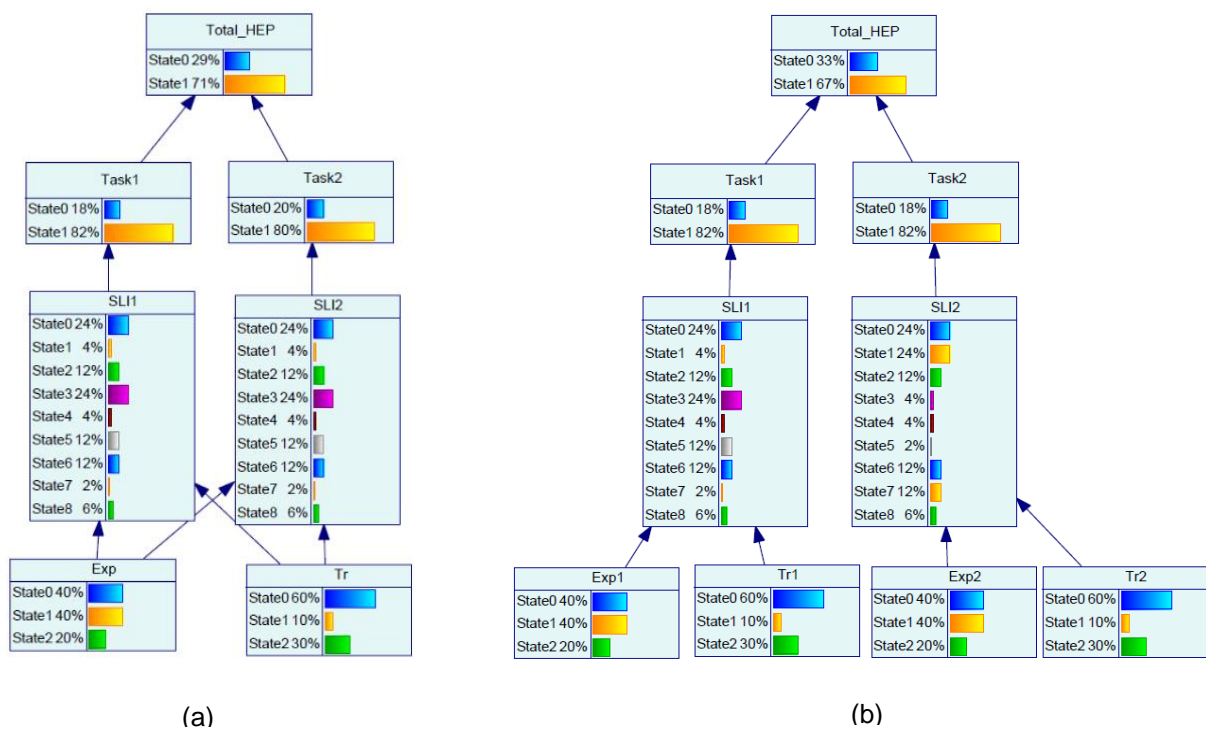 Total_HEP
State0 29%
State1 71%
Task1
State0 18%
State1 82%
Task2
State0 20%
State1 80%
SLI1
State0 24%
State1 4%
State2 12%
State3 24%
State4 4%
State5 12%
State6 12%
State7 2%
State8 6%
SLI2
State0 24%
State1 4%
State2 12%
State3 24%
State4 4%
State5 12%
State6 12%
State7 2%
State8 6%
Exp
State0 40%
State1 40%
State2 20%
Tr
State0 60%
State1 10%
State2 30%
(a)
Total_HEP
State0 33%
State1 67%
Task1
State0 18%
State1 82%
Task2
State0 18%
State1 82%
SLI1
State0 24%
State1 4%
State2 12%
State3 24%
State4 4%
State5 12%
State6 12%
State7 2%
State8 6%
SLI2
State0 24%
State1 24%
State2 12%
State3 4%
State4 4%
State5 2%
State6 12%
State7 12%
State8 6%
Exp1
State0 40%
State1 40%
State2 20%
Tr1
State0 60%
State1 10%
State2 30%
Exp2
State0 40%
State1 40%
State2 20%
Tr2
State0 60%
State1 10%
State2 30%
(b)